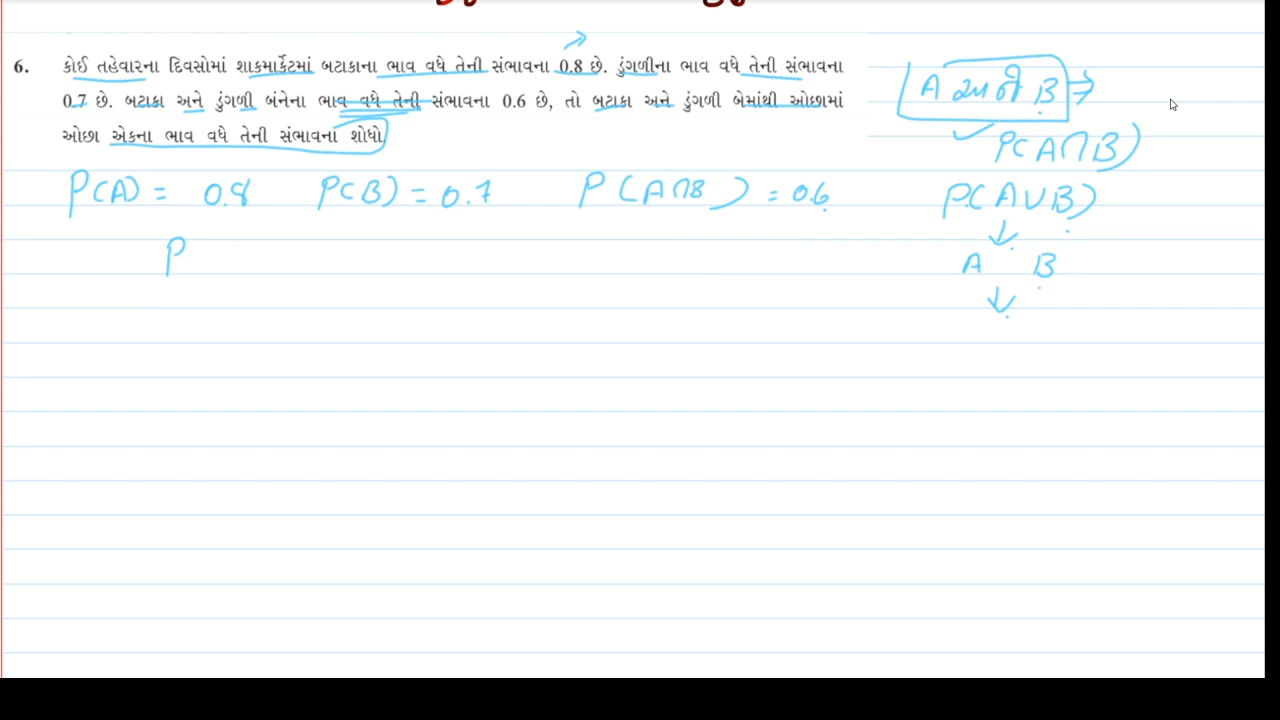 6. કોઈ તહેવારના દિવસોમાં શાકમાર્કેટમાં બટાકાના ભાવ વધે તેની સંભાવના 0.8 છે. ડુંગળીના ભાવ વધે તેની સંભાવના
0.7 છે. બટાકા અને ડુંગળી બંનેના ભાવ વધે તેની સંભાવના 0.6 છે, તો બટાકા અને ડુંગળી બેમાંથી ઓછામાં
ઓછા એકના ભાવ વધે તેની સંભાવના શોધો.
A અને B →
P(A∩B)
P(A) = 0.8 P(B) = 0.7 P(A∩B) = 0.6
P(A∪B)
P
A B